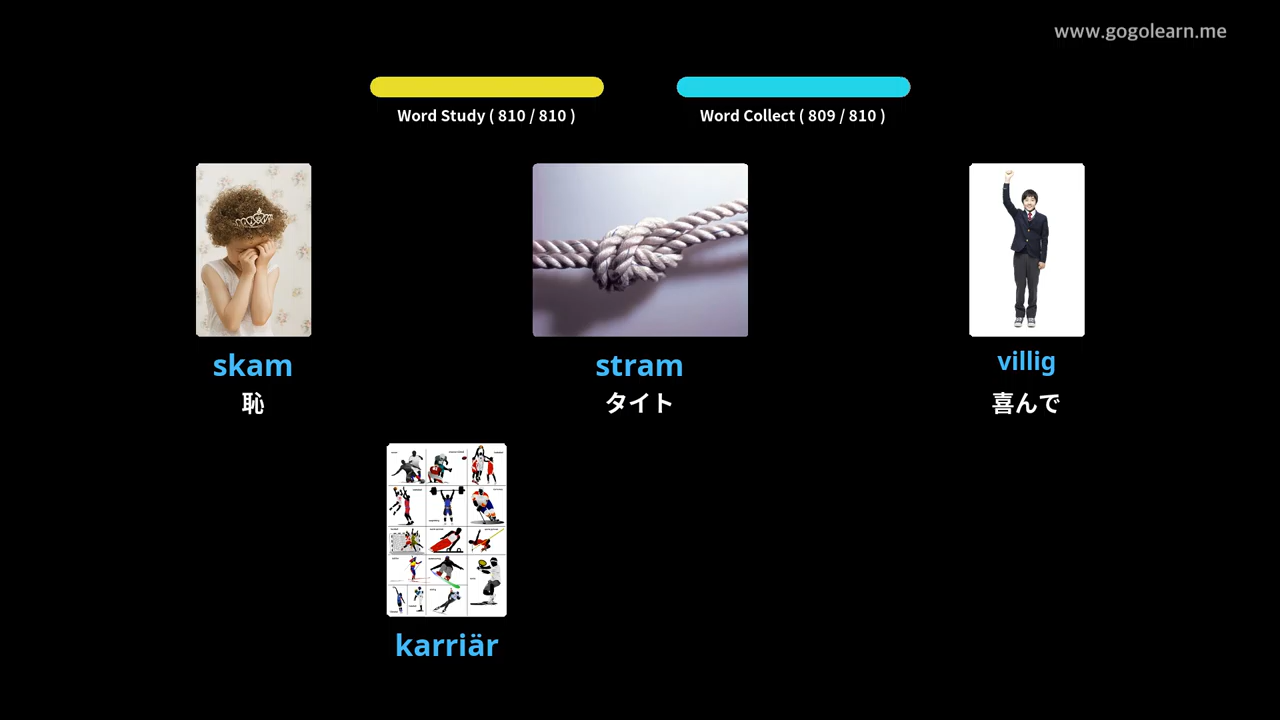 www.gogolearn.me
Word Study ( 810 / 810 )
Word Collect ( 809 / 810 )
skam
stram
villig
恥
タイト
喜んで
karriär